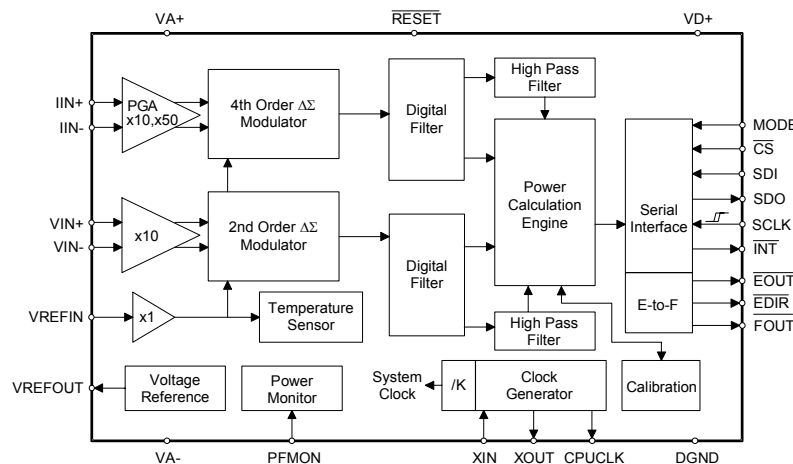 VA+
RESET
VD+
IIN+
IIN-
PGA
x10,x50
4th Order ΔΣ
Modulator
Digital
Filter
High Pass
Filter
MODE
CS
SDI
SDO
SCLK
INT
Power
Calculation
Engine
Serial
Interface
VIN+
VIN-
x10
2nd Order ΔΣ
Modulator
Digital
Filter
EOUT
EDIR
FOUT
E-to-F
VREFIN
x1
Temperature
Sensor
High Pass
Filter
VREFOUT
Voltage
Reference
Power
Monitor
System
Clock
/K
Clock
Generator
Calibration
VA-
PFMON
XIN
XOUT
CPUCLK
DGND